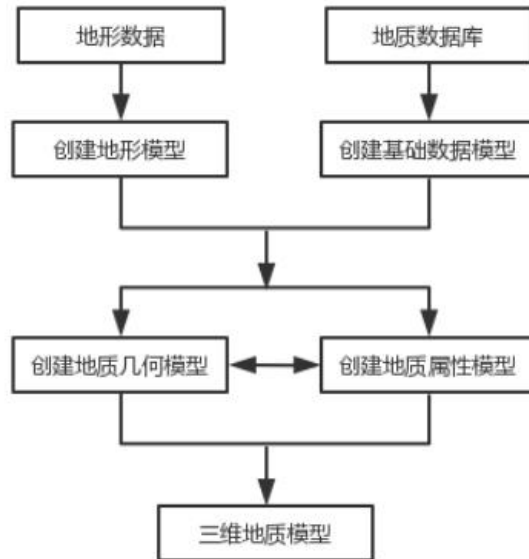 地形数据
地质数据库
创建地形模型
创建基础数据模型
创建地质几何模型
创建地质属性模型
三维地质模型